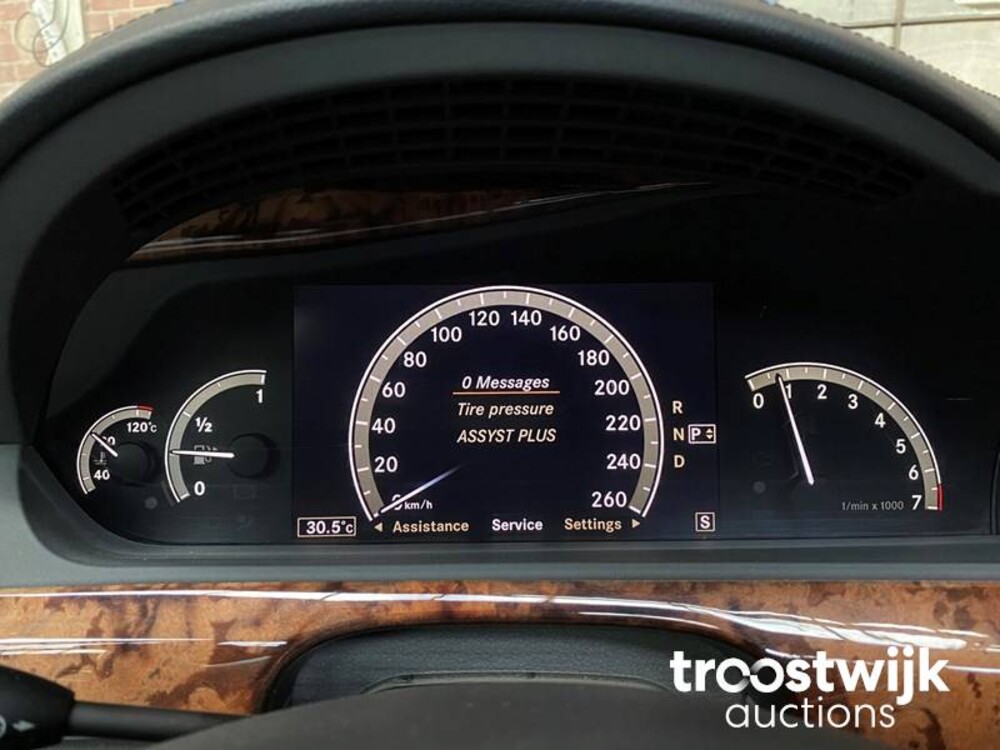 120°c
40
1
½
0
0
20
40
60
80
100
120
140
160
180
200
220
240
260
km/h
0 Messages
Tire pressure
ASSYST PLUS
R
N P
D
30.5°c
Assistance Service Settings
S
0
1
2
3
4
5
6
7
1/min x 1000
troostwijk
auctions